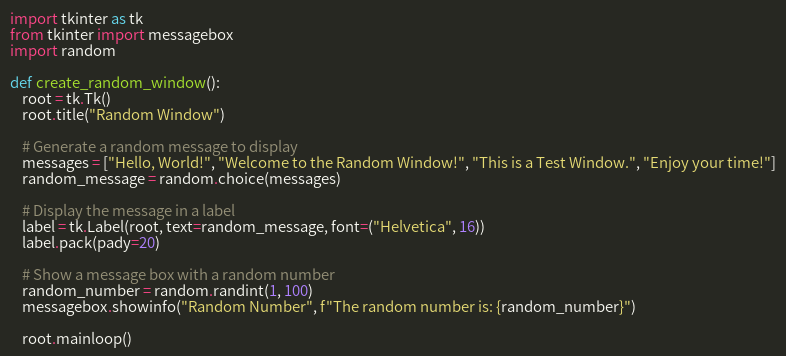 import tkinter as tk
from tkinter import messagebox
import random

def create_random_window():
    root = tk.Tk()
    root.title("Random Window")

    # Generate a random message to display
    messages = ["Hello, World!", "Welcome to the Random Window!", "This is a Test Window.", "Enjoy your time!"]
    random_message = random.choice(messages)

    # Display the message in a label
    label = tk.Label(root, text=random_message, font=("Helvetica", 16))
    label.pack(pady=20)

    # Show a message box with a random number
    random_number = random.randint(1, 100)
    messagebox.showinfo("Random Number", f"The random number is: {random_number}")

    root.mainloop()